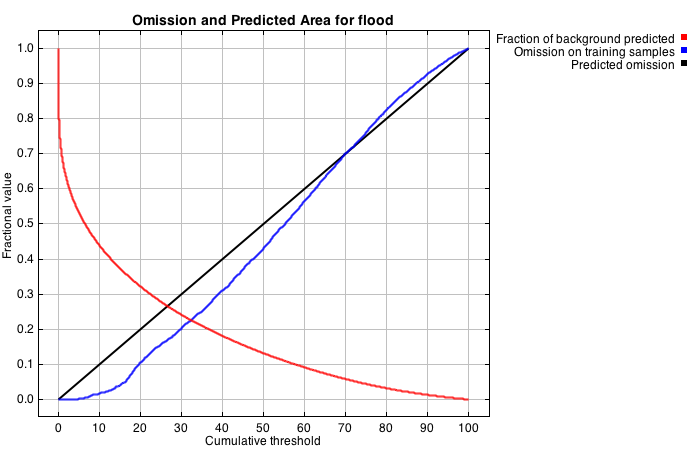 Omission and Predicted Area for flood
Fraction of background predicted
Omission on training samples
Predicted omission
Fractional value
1.0
0.9
0.8
0.7
0.6
0.5
0.4
0.3
0.2
0.1
0.0
0 10 20 30 40 50 60 70 80 90 100
Cumulative threshold